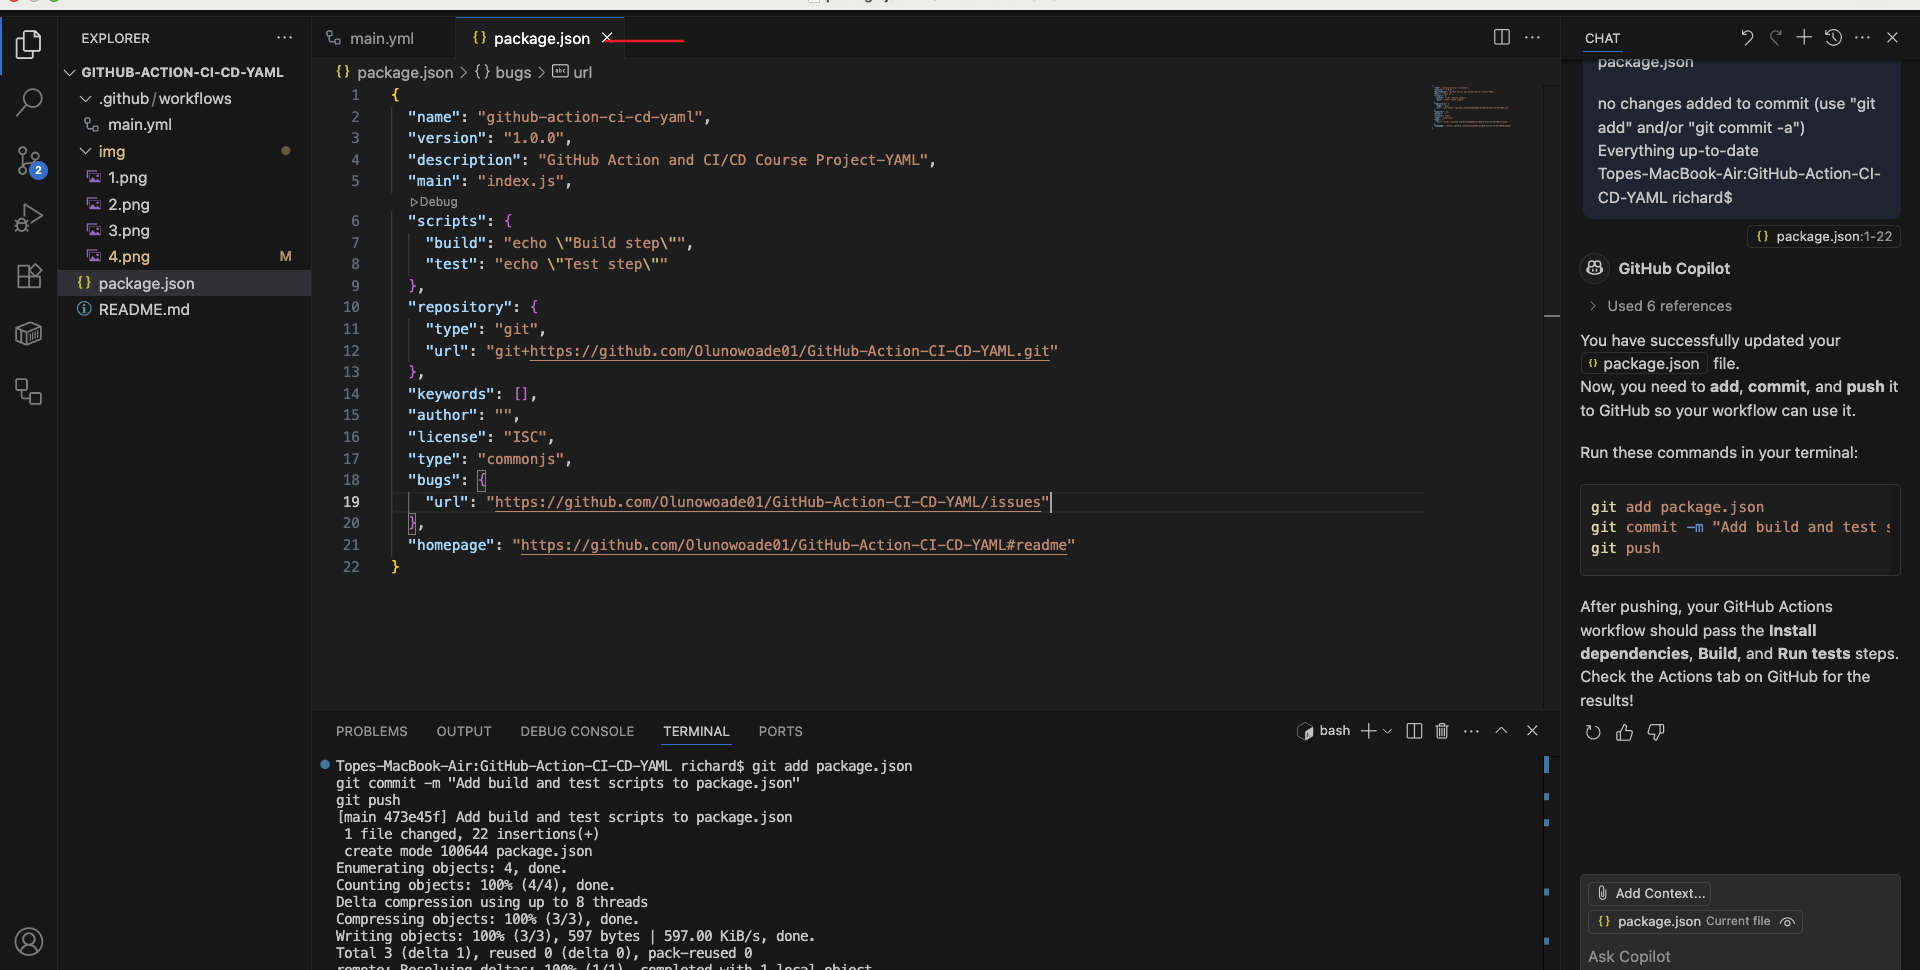 EXPLORER
GITHUB-ACTION-CI-CD-YAML
.github/workflows
main.yml
img
1.png
2.png
3.png
4.png M
package.json
README.md
2
main.yml
package.json
package.json > {} bugs > abc url
1 {
2 "name": "github-action-ci-cd-yaml",
3 "version": "1.0.0",
4 "description": "GitHub Action and CI/CD Course Project-YAML",
5 "main": "index.js",
Debug
6 "scripts": {
7 "build": "echo \"Build step\"",
8 "test": "echo \"Test step\""
9 },
10 "repository": {
11 "type": "git",
12 "url": "git+https://github.com/Olunowoade01/GitHub-Action-CI-CD-YAML.git"
13 },
14 "keywords": [],
15 "author": "",
16 "license": "ISC",
17 "type": "commonjs",
18 "bugs": {
19 "url": "https://github.com/Olunowoade01/GitHub-Action-CI-CD-YAML/issues"
20 },
21 "homepage": "https://github.com/Olunowoade01/GitHub-Action-CI-CD-YAML#readme"
22 }
PROBLEMS OUTPUT DEBUG CONSOLE TERMINAL PORTS
bash
Topes-MacBook-Air:GitHub-Action-CI-CD-YAML richard$ git add package.json
git commit -m "Add build and test scripts to package.json"
git push
[main 473e45f] Add build and test scripts to package.json
1 file changed, 22 insertions(+)
create mode 100644 package.json
Enumerating objects: 4, done.
Counting objects: 100% (4/4), done.
Delta compression using up to 8 threads
Compressing objects: 100% (3/3), done.
Writing objects: 100% (3/3), 597 bytes | 597.00 KiB/s, done.
Total 3 (delta 1), reused 0 (delta 0), pack-reused 0
remote: Resolving deltas: 100% (1/1), completed with 1 local object.
CHAT
package.json
no changes added to commit (use "git
add" and/or "git commit -a")
Everything up-to-date
Topes-MacBook-Air:GitHub-Action-CI-
CD-YAML richard$
{} package.json:1-22
GitHub Copilot
Used 6 references
You have successfully updated your
{} package.json file.
Now, you need to add, commit, and push it
to GitHub so your workflow can use it.
Run these commands in your terminal:
git add package.json
git commit -m "Add build and test s
git push
After pushing, your GitHub Actions
workflow should pass the Install
dependencies, Build, and Run tests steps.
Check the Actions tab on GitHub for the
results!
Add Context...
{} package.json Current file
Ask Copilot